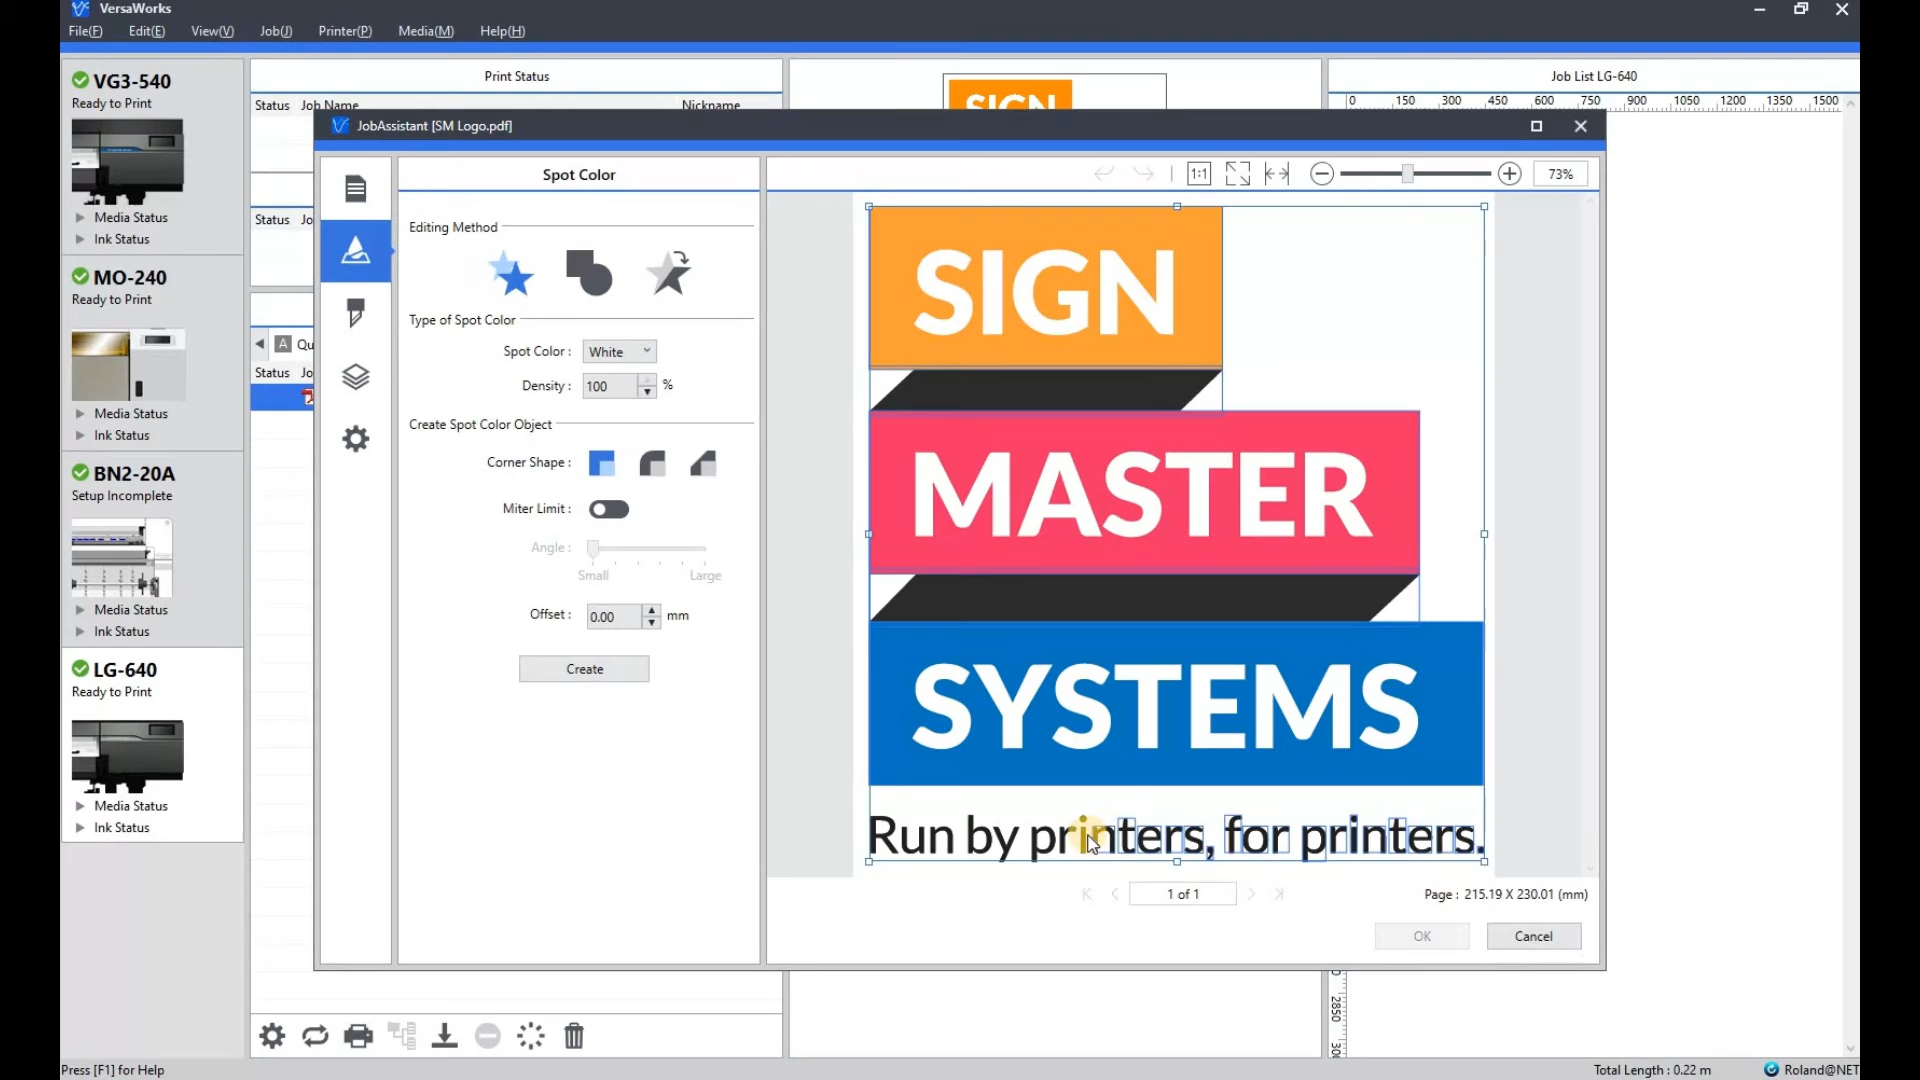 VersaWorks
File(F) Edit(E) View(V) Job(J) Printer(P) Media(M) Help(H)
VG3-540
Ready to Print
Media Status
Ink Status
MO-240
Ready to Print
Media Status
Ink Status
BN2-20A
Setup Incomplete
Media Status
Ink Status
LG-640
Ready to Print
Media Status
Ink Status
Print Status
Status Job Name Nickname
Status Jo
A Qu
Status Jo
SIGN
Job List LG-640
0 150 300 450 600 750 900 1050 1200 1350 1500
JobAssistant [SM Logo.pdf]
Spot Color
Editing Method
Type of Spot Color
Spot Color : White
Density : 100 %
Create Spot Color Object
Corner Shape :
Miter Limit :
Angle :
Small Large
Offset : 0.00 mm
Create
1:1 73%
SIGN
MASTER
SYSTEMS
Run by printers, for printers.
1 of 1
Page : 215.19 X 230.01 (mm)
OK Cancel
2850
Press [F1] for Help
Total Length : 0.22 m
Roland@NET